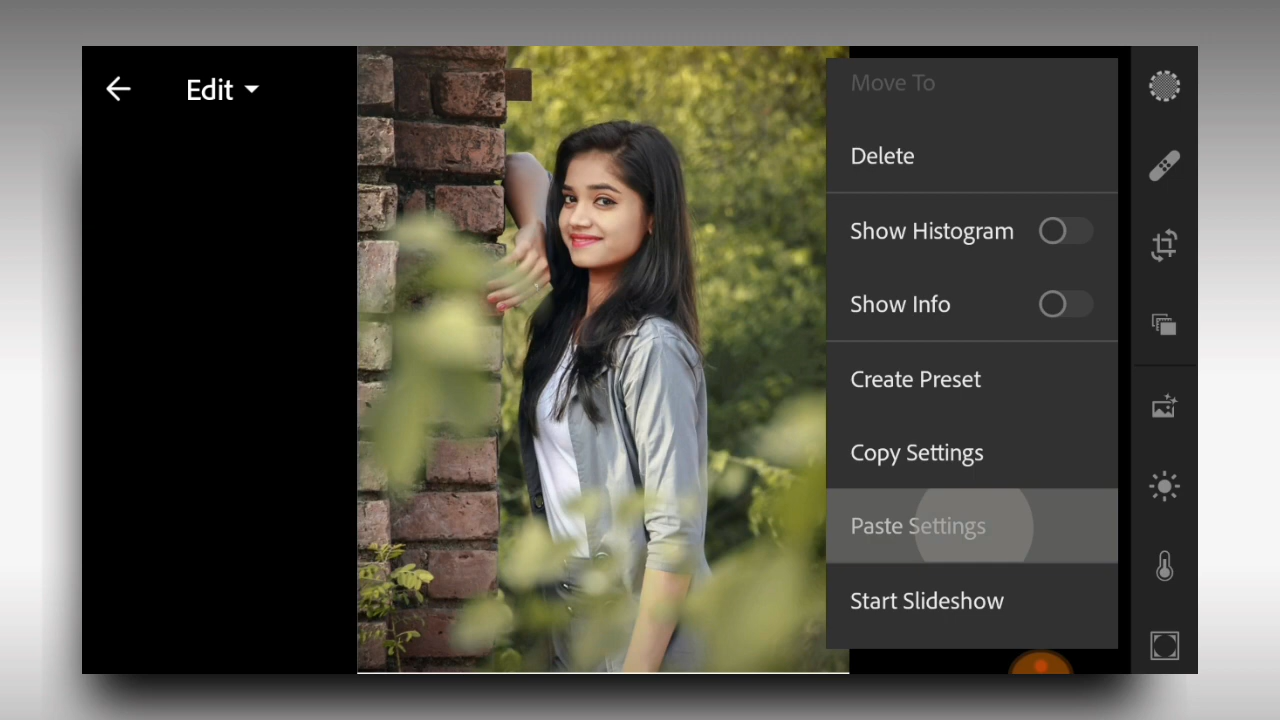 Edit
Move To
Delete
Show Histogram
Show Info
Create Preset
Copy Settings
Paste Settings
Start Slideshow